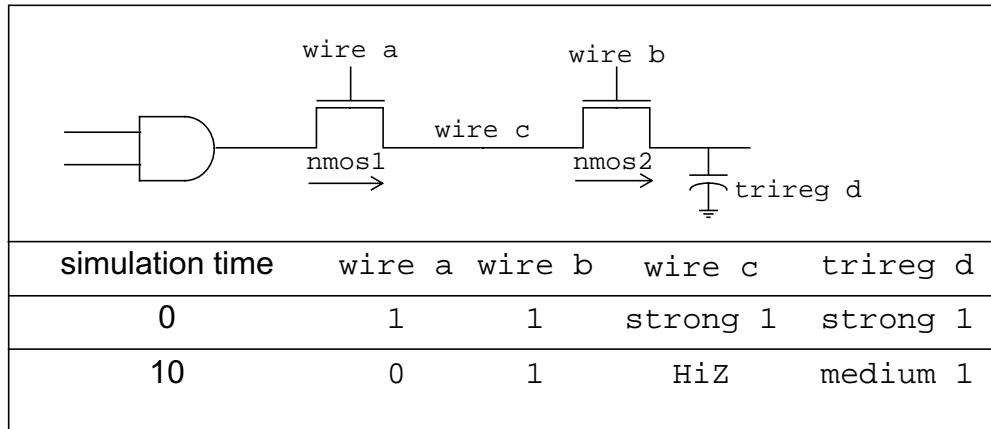 wire a
wire b
wire c
nmos1
nmos2
trireg d
simulation time wire a wire b wire c trireg d
0 1 1 strong 1 strong 1
10 0 1 HiZ medium 1